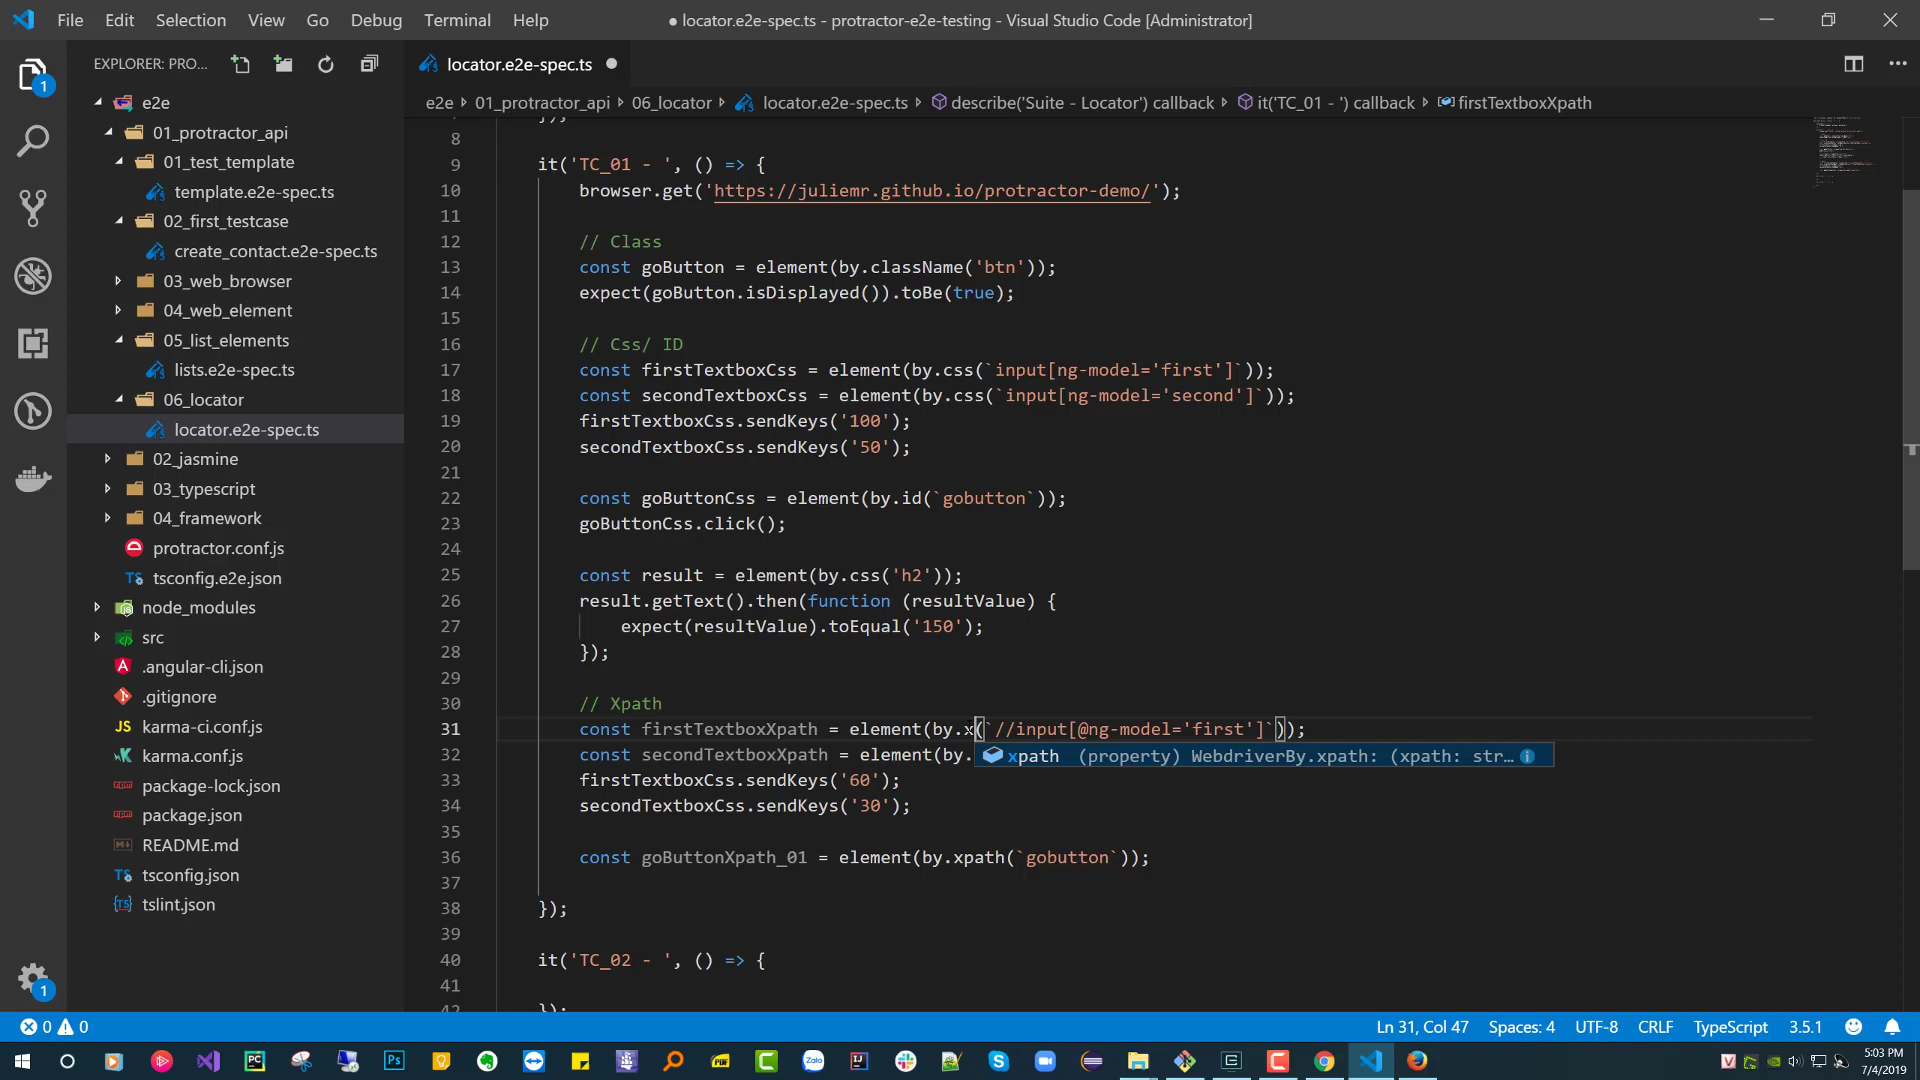 File Edit Selection View Go Debug Terminal Help
● locator.e2e-spec.ts - protractor-e2e-testing - Visual Studio Code [Administrator]
EXPLORER: PRO...
e2e
01_protractor_api
01_test_template
template.e2e-spec.ts
02_first_testcase
create_contact.e2e-spec.ts
03_web_browser
04_web_element
05_list_elements
lists.e2e-spec.ts
06_locator
locator.e2e-spec.ts
02_jasmine
03_typescript
04_framework
protractor.conf.js
TS tsconfig.e2e.json
node_modules
src
.angular-cli.json
.gitignore
JS karma-ci.conf.js
karma.conf.js
package-lock.json
package.json
README.md
TS tsconfig.json
tslint.json
1
1
locator.e2e-spec.ts
e2e 01_protractor_api 06_locator locator.e2e-spec.ts describe('Suite - Locator') callback it('TC_01 - ') callback firstTextboxXpath
});
8
9 it('TC_01 - ', () => {
10 browser.get('https://juliemr.github.io/protractor-demo/');
11
12 // Class
13 const goButton = element(by.className('btn'));
14 expect(goButton.isDisplayed()).toBe(true);
15
16 // Css/ ID
17 const firstTextboxCss = element(by.css(`input[ng-model='first']`));
18 const secondTextboxCss = element(by.css(`input[ng-model='second']`));
19 firstTextboxCss.sendKeys('100');
20 secondTextboxCss.sendKeys('50');
21
22 const goButtonCss = element(by.id(`gobutton`));
23 goButtonCss.click();
24
25 const result = element(by.css('h2'));
26 result.getText().then(function (resultValue) {
27 expect(resultValue).toEqual('150');
28 });
29
30 // Xpath
31 const firstTextboxXpath = element(by.x(`//input[@ng-model='first']`));
32 const secondTextboxXpath = element(by.
xpath (property) WebdriverBy.xpath: (xpath: str...
33 firstTextboxCss.sendKeys('60');
34 secondTextboxCss.sendKeys('30');
35
36 const goButtonXpath_01 = element(by.xpath(`gobutton`));
37
38 });
39
40 it('TC_02 - ', () => {
41
42 });
0 0
Ln 31, Col 47 Spaces: 4 UTF-8 CRLF TypeScript 3.5.1
5:03 PM
7/4/2019